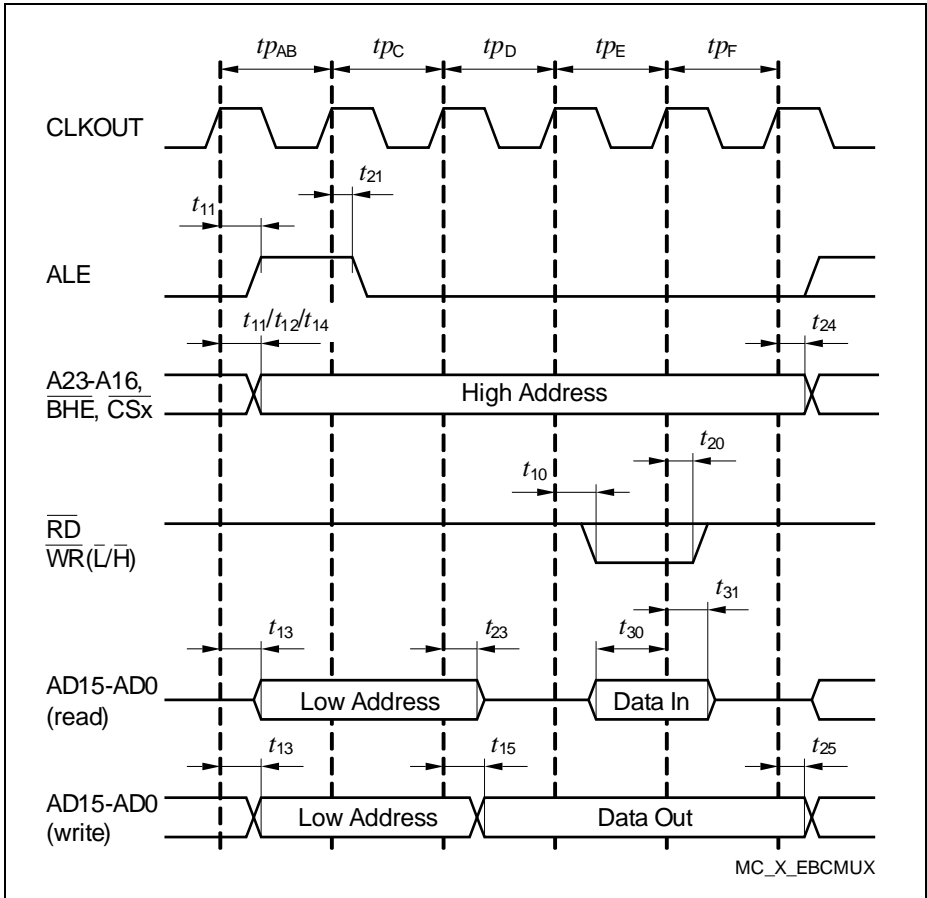 tpAB tpC tpD tpE tpF
CLKOUT
t21
t11
ALE
t11/t12/t14 t24
A23-A16,
BHE, CSx
High Address
t20
t10
RD
WR(L/H)
t31
t13 t23 t30
AD15-AD0
(read)
Low Address Data In
t13 t15 t25
AD15-AD0
(write)
Low Address Data Out
MC_X_EBCMUX